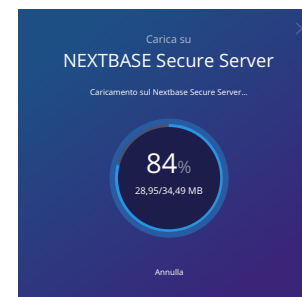 Carica su
NEXTBASE Secure Server
Caricamento sul Nextbase Secure Server...
84%
28,95/34,49 MB
Annulla